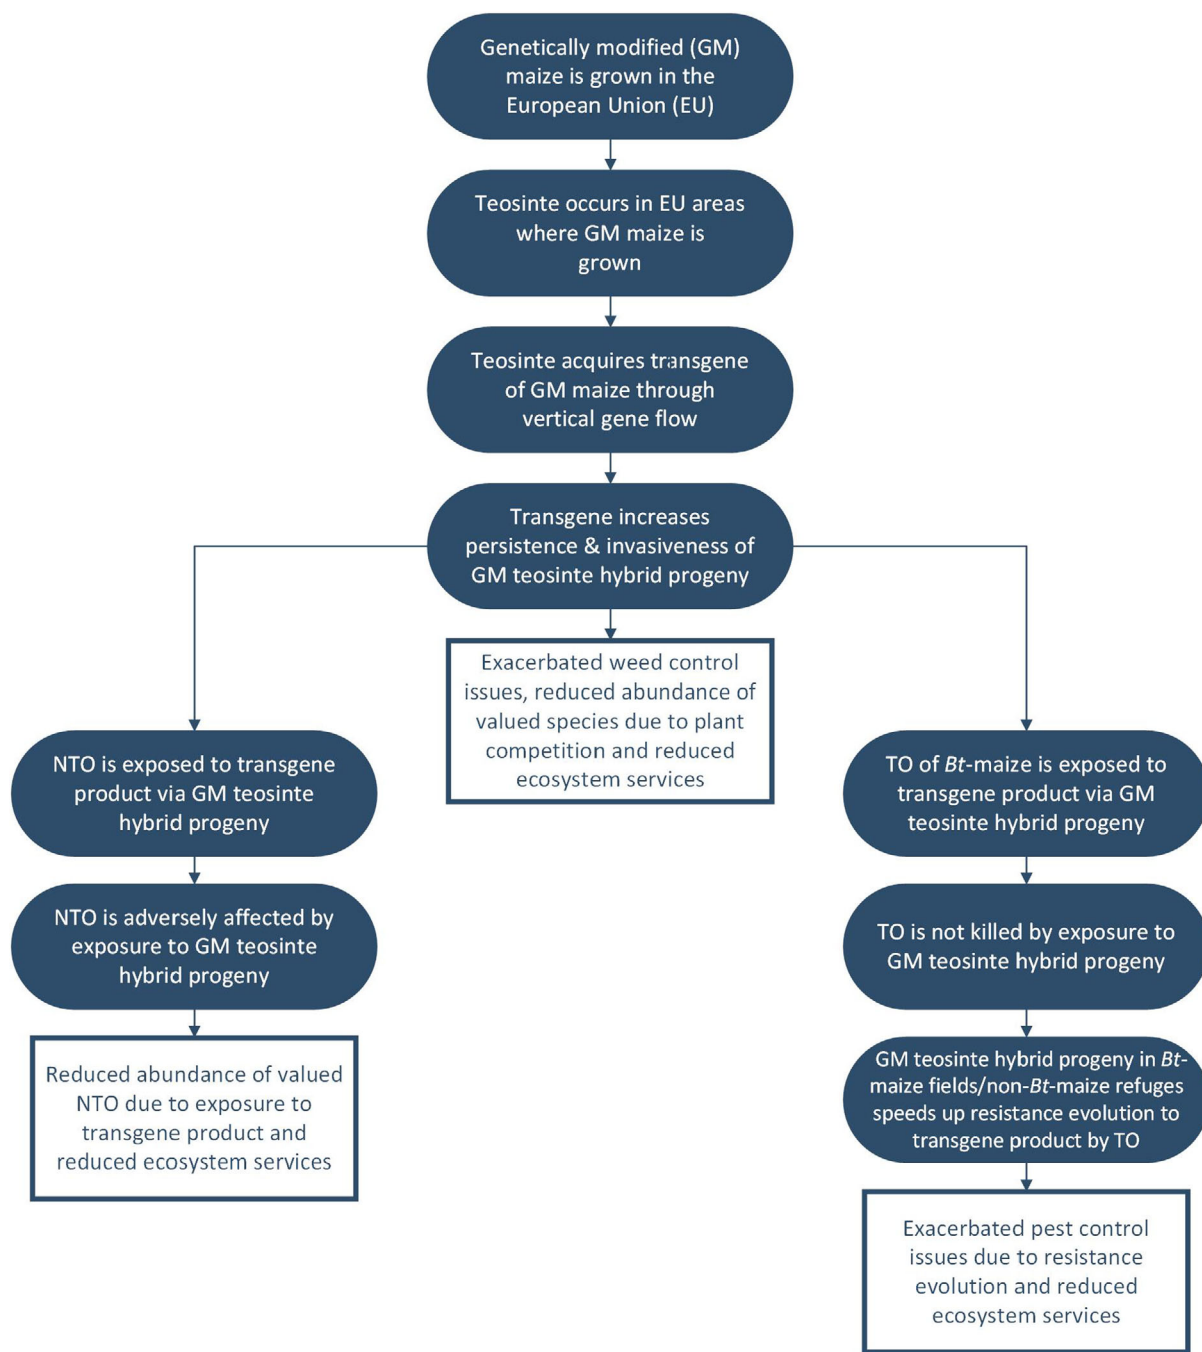 Genetically modified (GM)
maize is grown in the
European Union (EU)
Teosinte occurs in EU areas
where GM maize is
grown
Teosinte acquires transgene
of GM maize through
vertical gene flow
Transgene increases
persistence & invasiveness of
GM teosinte hybrid progeny
Exacerbated weed control
issues, reduced abundance of
valued species due to plant
competition and reduced
ecosystem services
NTO is exposed to transgene
product via GM teosinte
hybrid progeny
NTO is adversely affected by
exposure to GM teosinte
hybrid progeny
Reduced abundance of valued
NTO due to exposure to
transgene product and
reduced ecosystem services
TO of Bt-maize is exposed to
transgene product via GM
teosinte hybrid progeny
TO is not killed by exposure to
GM teosinte hybrid progeny
GM teosinte hybrid progeny in Bt-
maize fields/non-Bt-maize refuges
speeds up resistance evolution to
transgene product by TO
Exacerbated pest control
issues due to resistance
evolution and reduced
ecosystem services